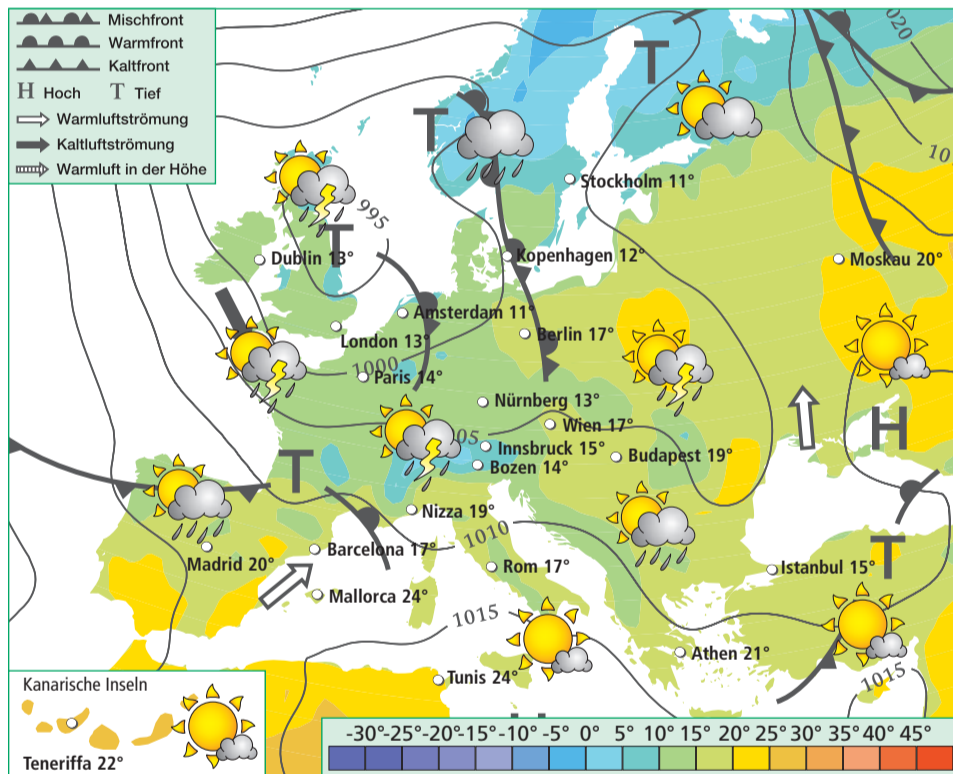 Mischfront
Warmfront
Kaltfront
H Hoch T Tief
Warmluftströmung
Kaltluftströmung
Warmluft in der Höhe
1005
1020
T
T
995
Stockholm 11°
T
Dublin 13°
Kopenhagen 12°
Moskau 20°
Amsterdam 11°
London 13°
Berlin 17°
1000
Paris 14°
Nürnberg 13°
H
Wien 17°
Innsbruck 15°
Budapest 19°
Bozen 14°
T
Nizza 19°
1010
Barcelona 17°
T
Madrid 20°
Rom 17°
Istanbul 15°
Mallorca 24°
1015
Athen 21°
Tunis 24°
1015
Kanarische Inseln
Teneriffa 22°
-30° -25° -20° -15° -10° -5° 0° 5° 10° 15° 20° 25° 30° 35° 40° 45°